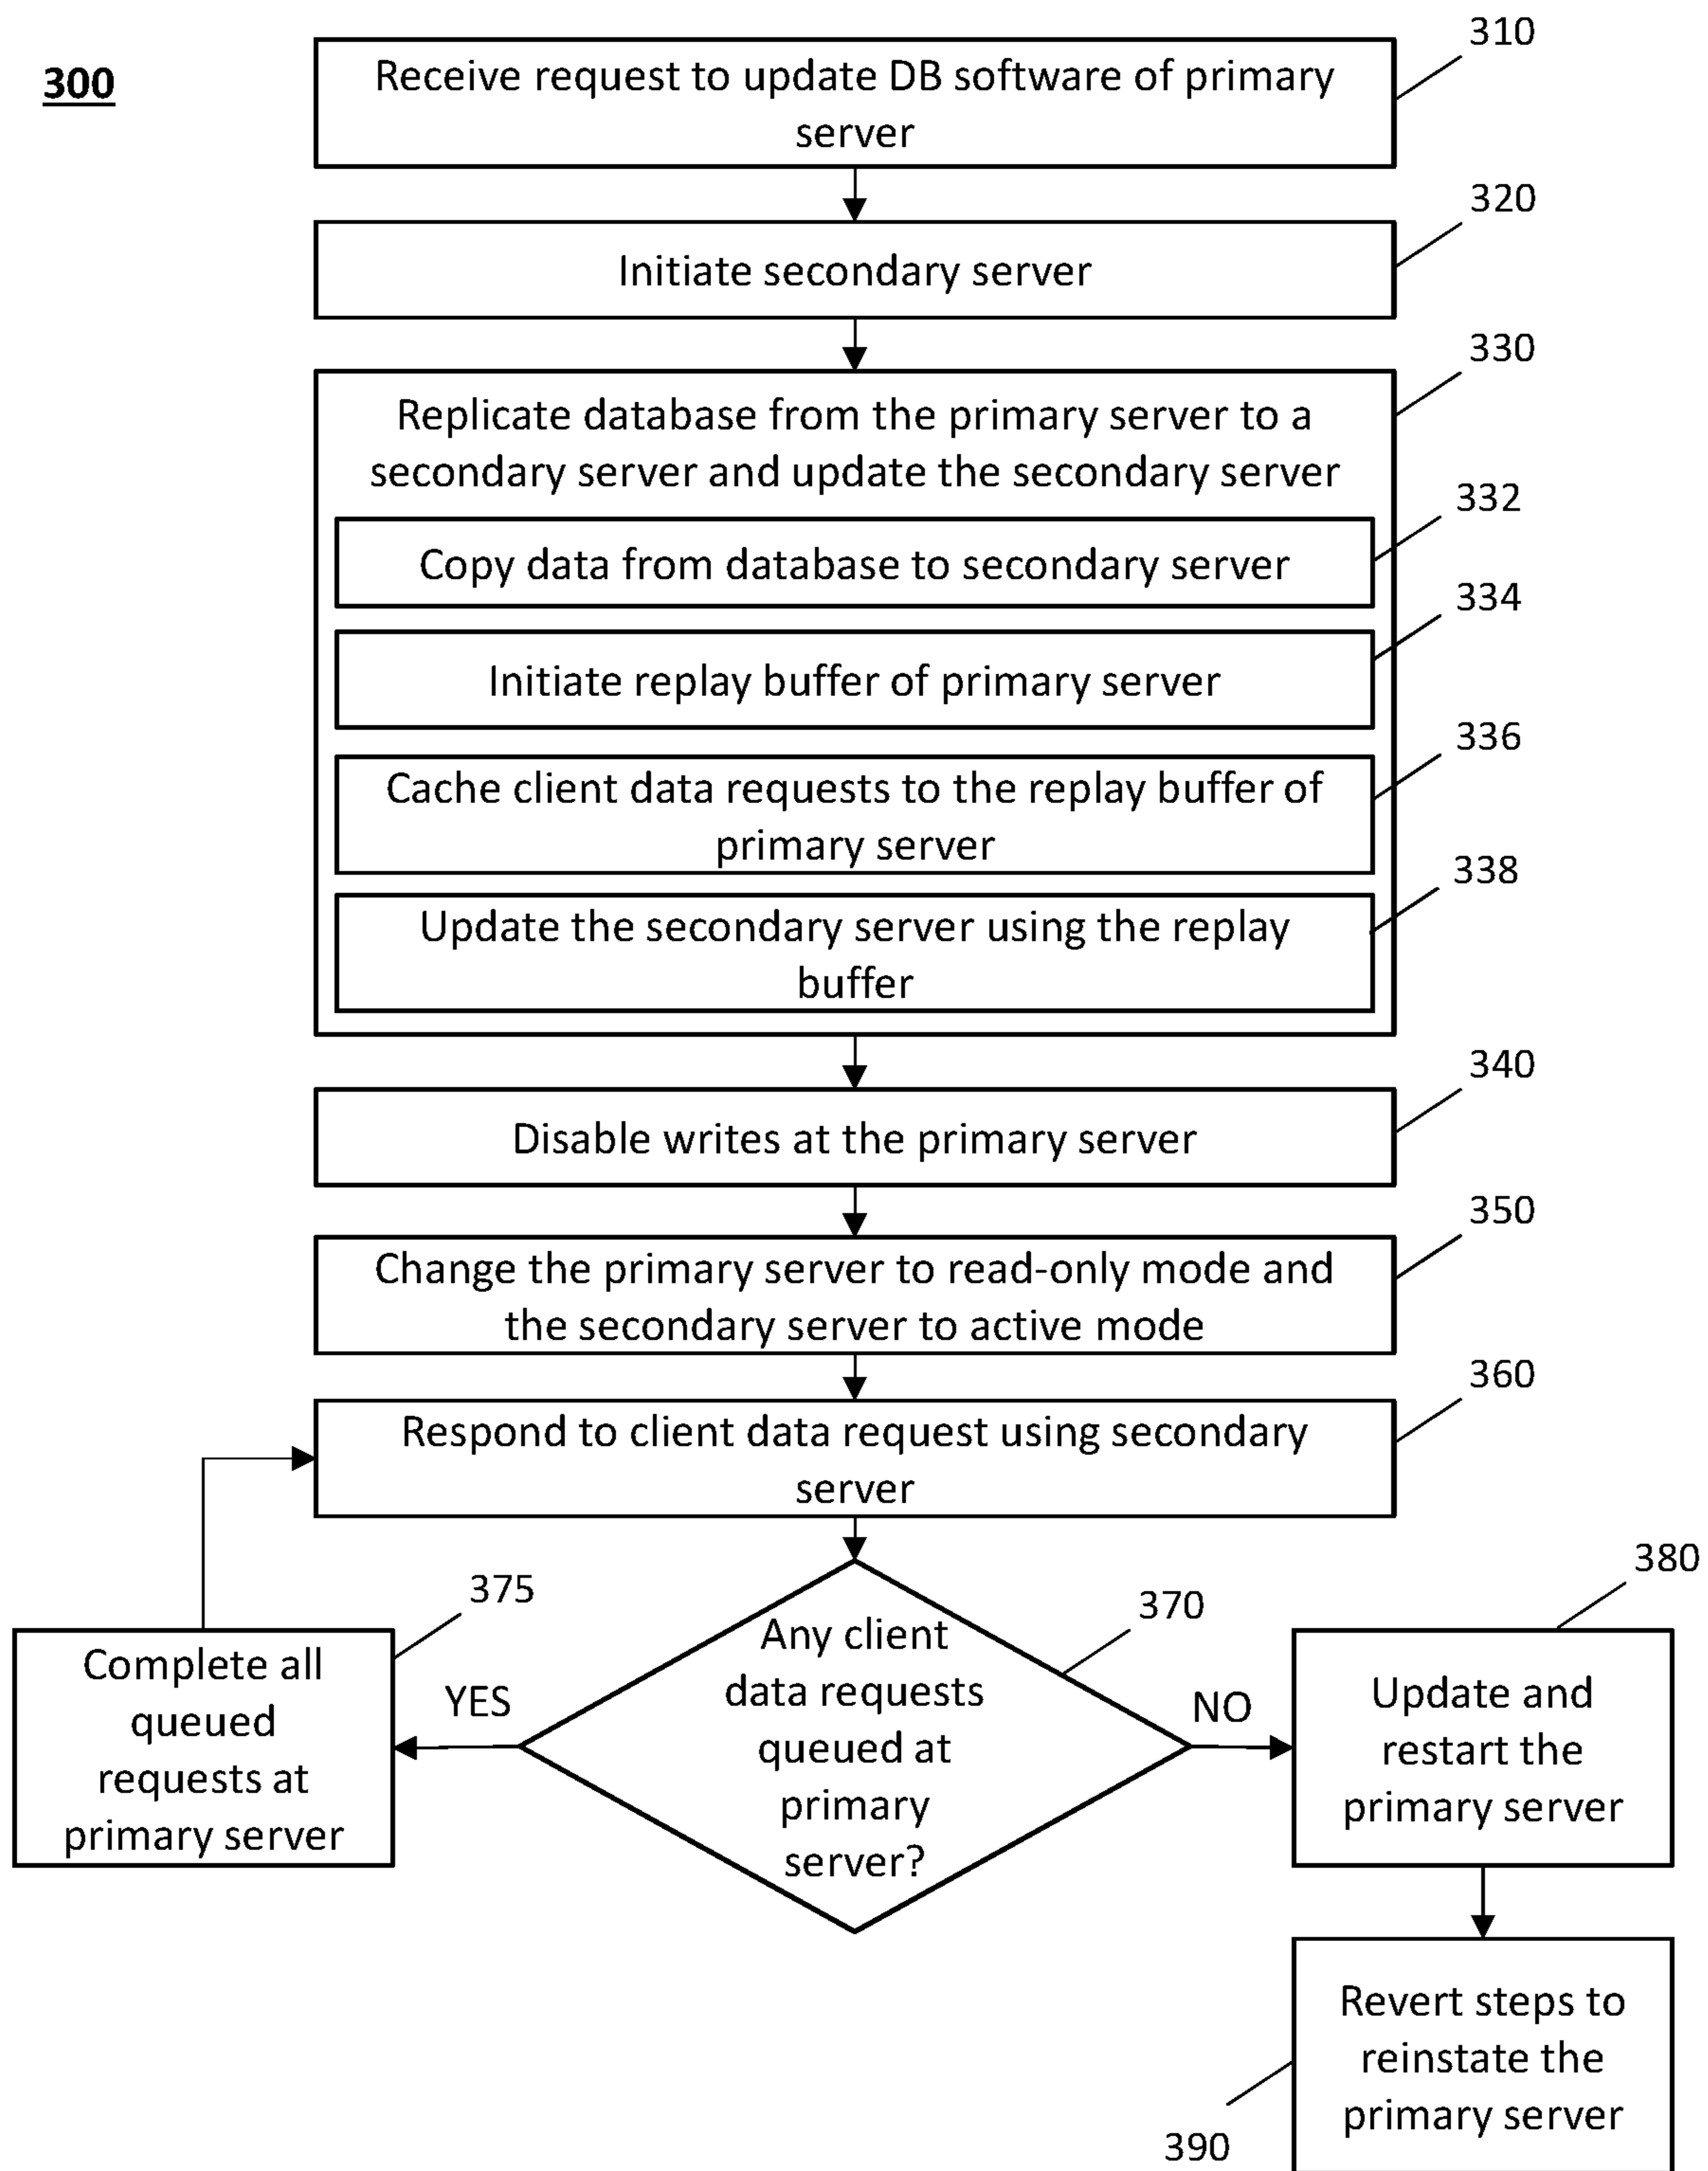 300
310
Receive request to update DB software of primary
server
320
Initiate secondary server
330
Replicate database from the primary server to a
secondary server and update the secondary server
332
Copy data from database to secondary server
334
Initiate replay buffer of primary server
336
Cache client data requests to the replay buffer of
primary server
338
Update the secondary server using the replay
buffer
340
Disable writes at the primary server
350
Change the primary server to read-only mode and
the secondary server to active mode
360
Respond to client data request using secondary
server
370
Any client
data requests
queued at
primary
server?
YES
375
Complete all
queued
requests at
primary server
NO
380
Update and
restart the
primary server
390
Revert steps to
reinstate the
primary server